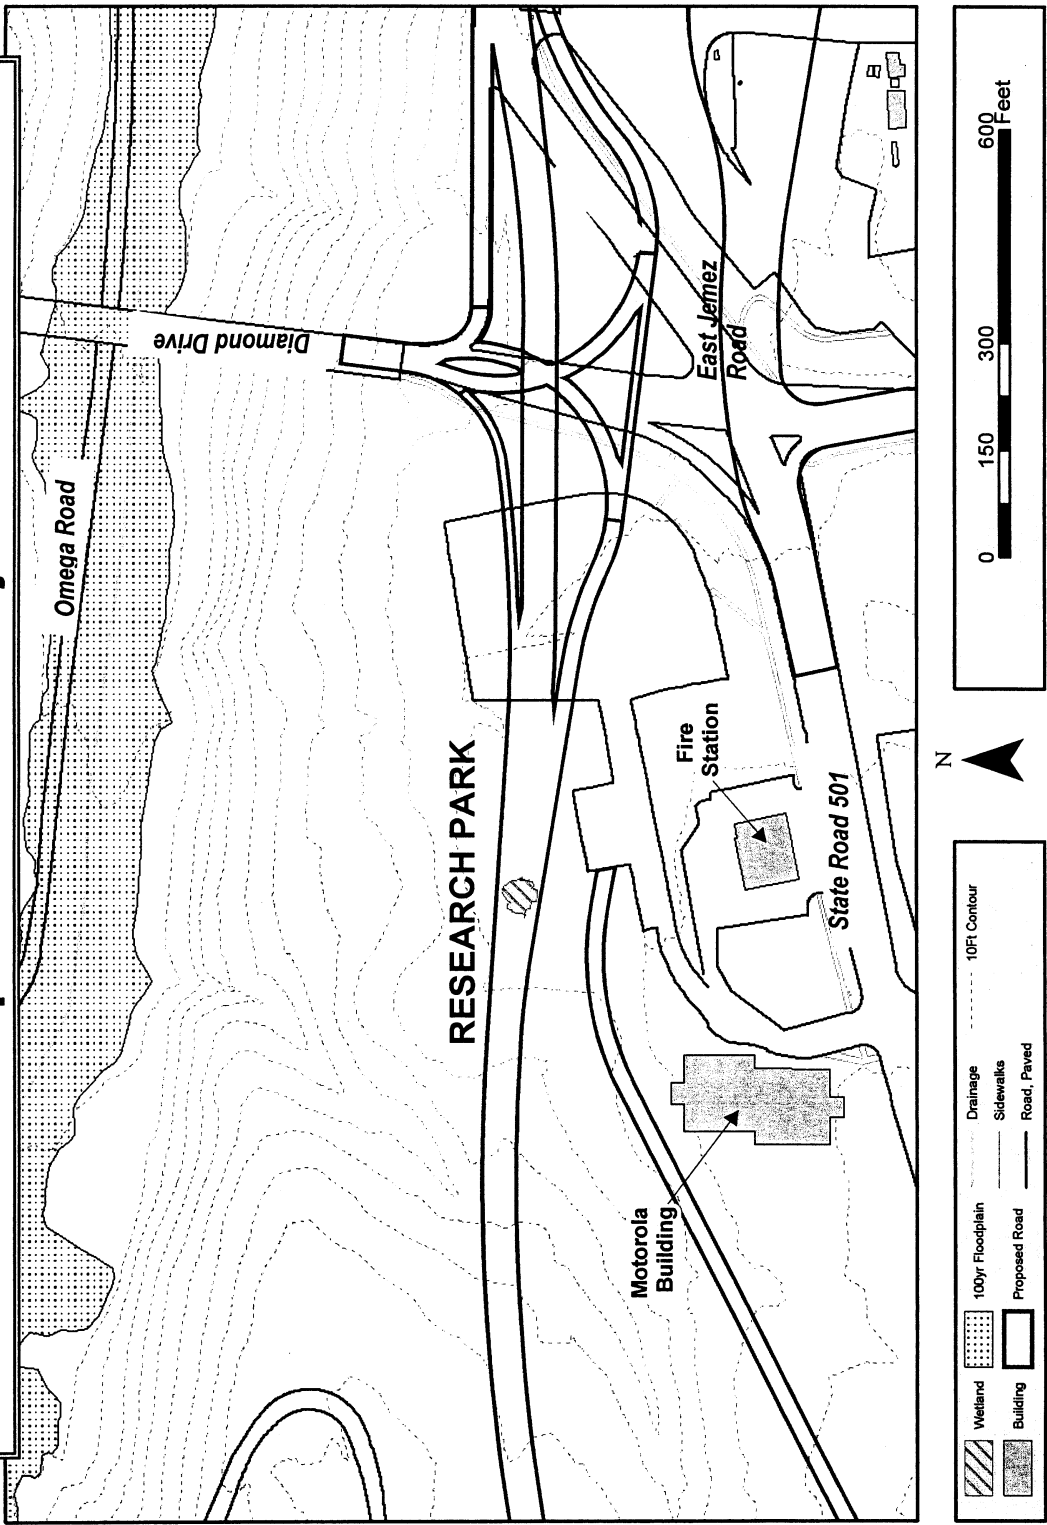 Omega Road
Diamond Drive
RESEARCH PARK
East Jemez
Road
Fire
Station
State Road 501
Motorola
Building
N
0
150
300
600
Feet
Wetland
100yr Floodplain
Drainage
10Ft Contour
Sidewalks
Building
Proposed Road
Road, Paved